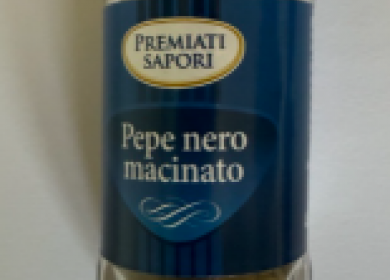 PREMIATI
SAPORI
Pepe nero
macinato